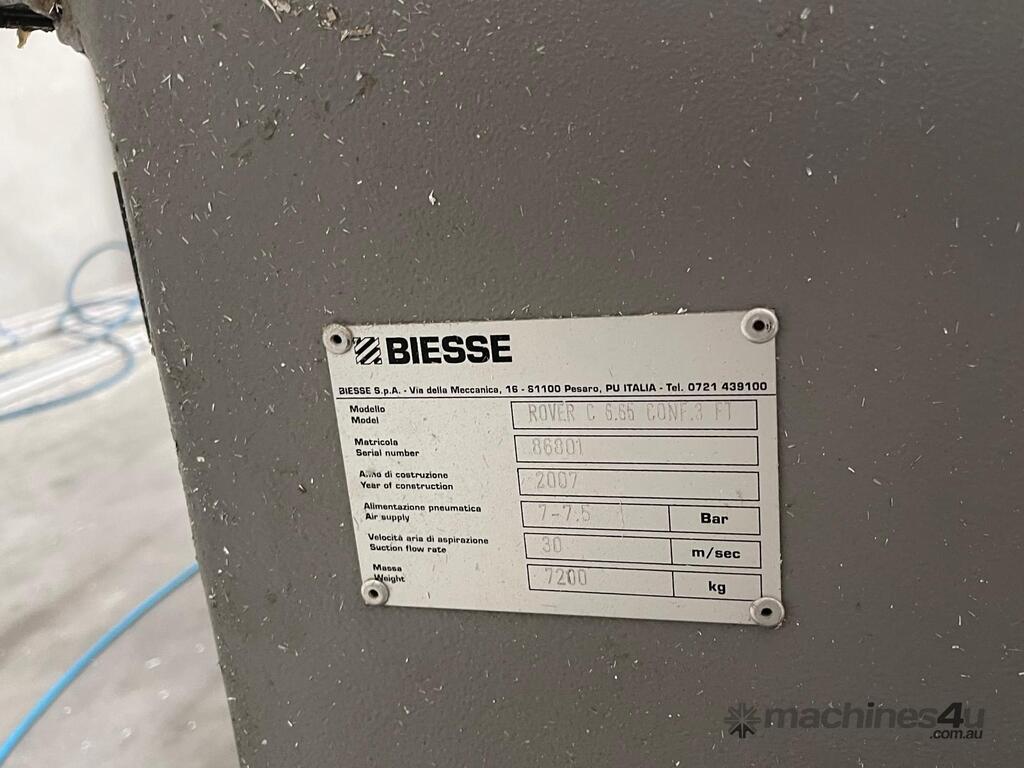 BIESSE
BIESSE S.p.A. - Via della Meccanica, 16 - 61100 Pesaro, PU ITALIA - Tel. 0721 439100
Modello
Model
ROVER C 6.65 CONF.3 FT
Matricola
Serial number
86801
Anno di costruzione
Year of construction
2007
Alimentazione pneumatica
Air supply
7-7.5 Bar
Velocità aria di aspirazione
Suction flow rate
30 m/sec
Massa
Weight
7200 kg
machines4u
.com.au